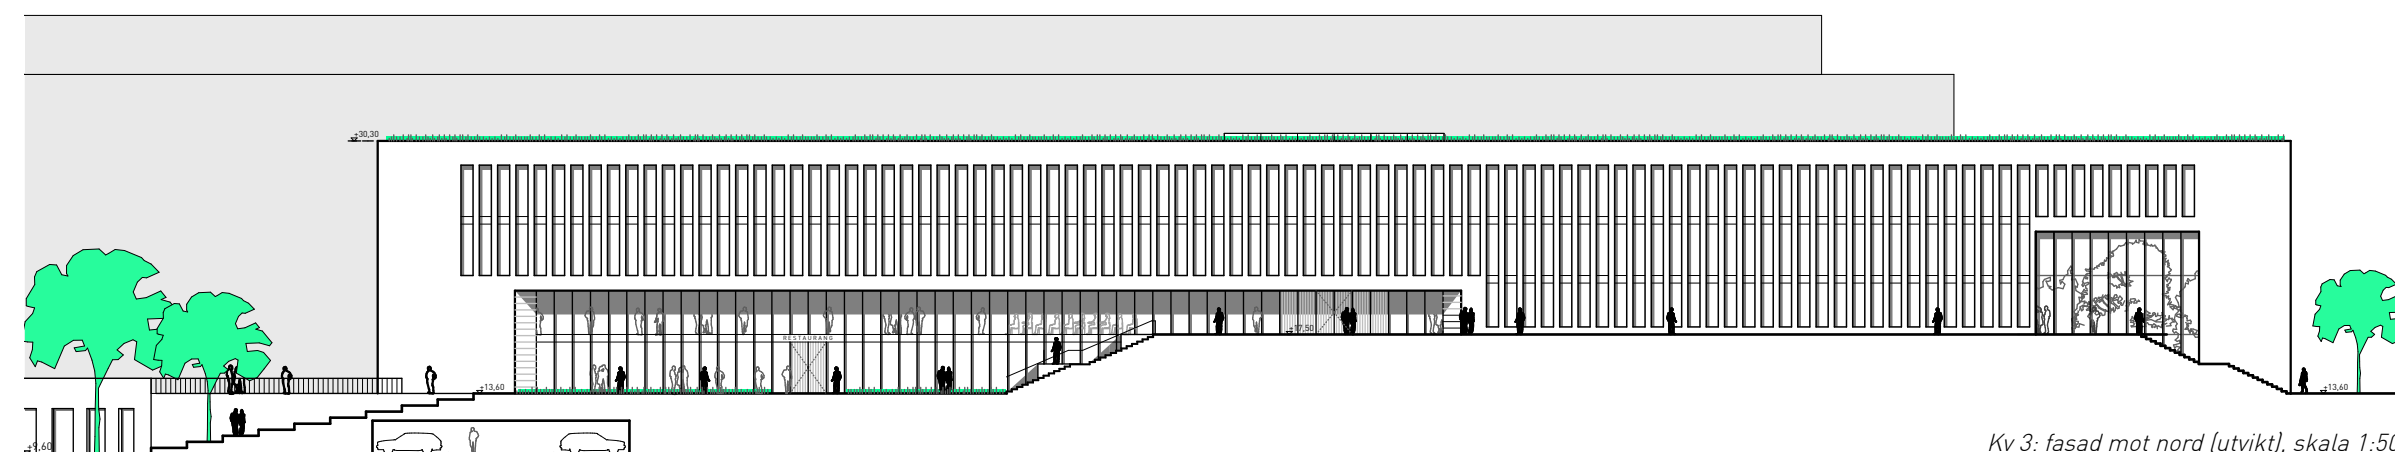 +30,30
RESTAURANG
+17,50
+13,60
+13,60
+9,60
Kv 3: fasad mot nord (utvikt), skala 1:50